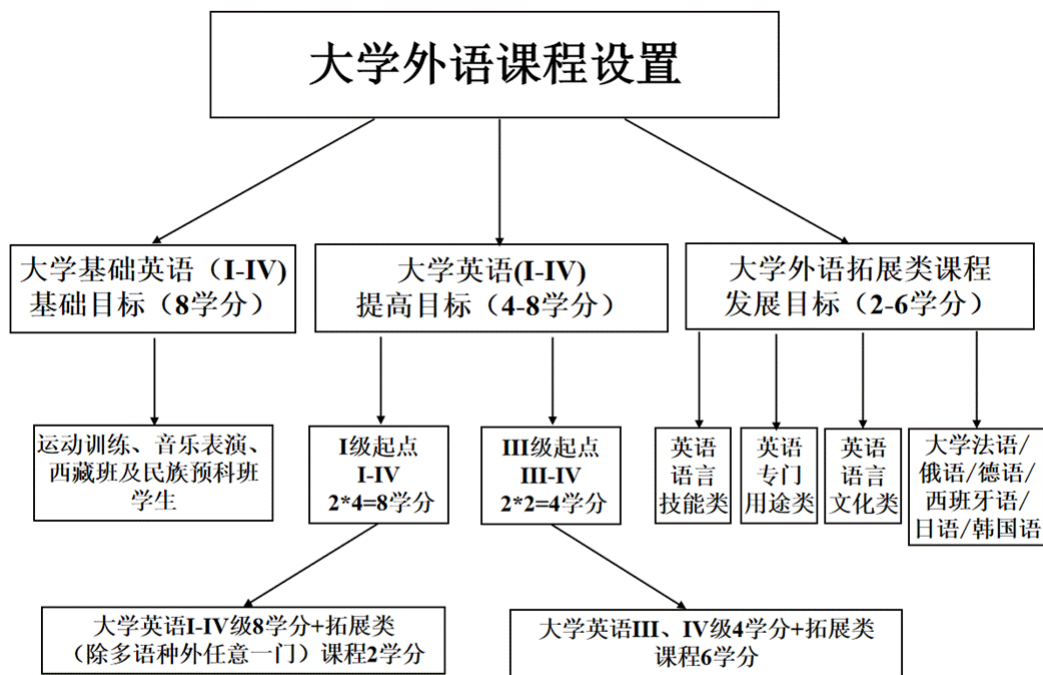 大学外语课程设置
大学基础英语（I-IV)
基础目标（8学分）
大学英语(I-IV)
提高目标（4-8学分）
大学外语拓展类课程
发展目标（2-6学分）
运动训练、音乐表演、
西藏班及民族预科班
学生
I级起点
I-IV
2*4=8学分
III级起点
III-IV
2*2=4学分
英语
语言
技能类
英语
专门
用途类
英语
语言
文化类
大学法语/
俄语/德语/
西班牙语/
日语/韩国语
大学英语I-IV级8学分+拓展类
（除多语种外任意一门）课程2学分
大学英语III、IV级4学分+拓展类
课程6学分